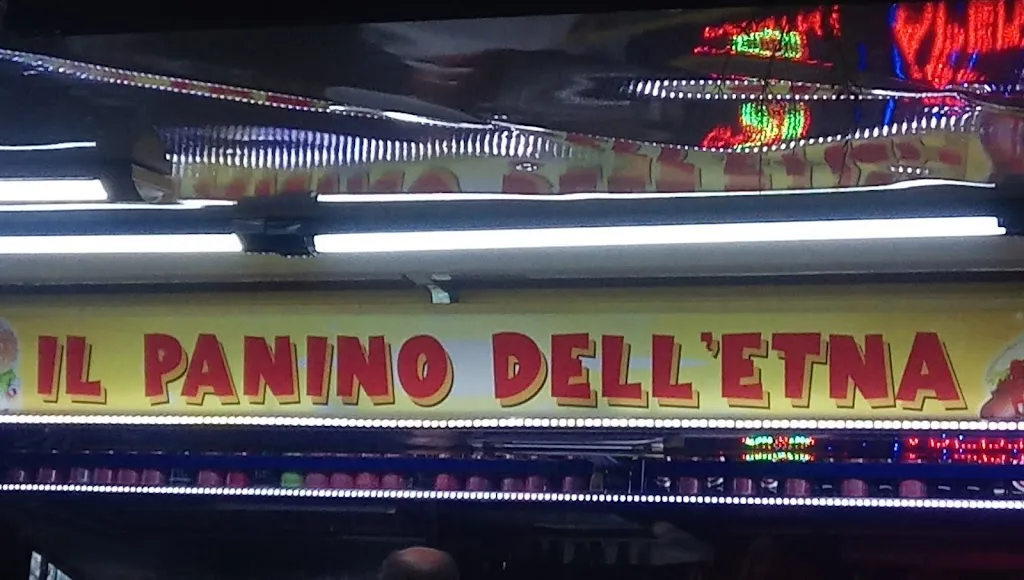 IL PANINO DELL'ETNA